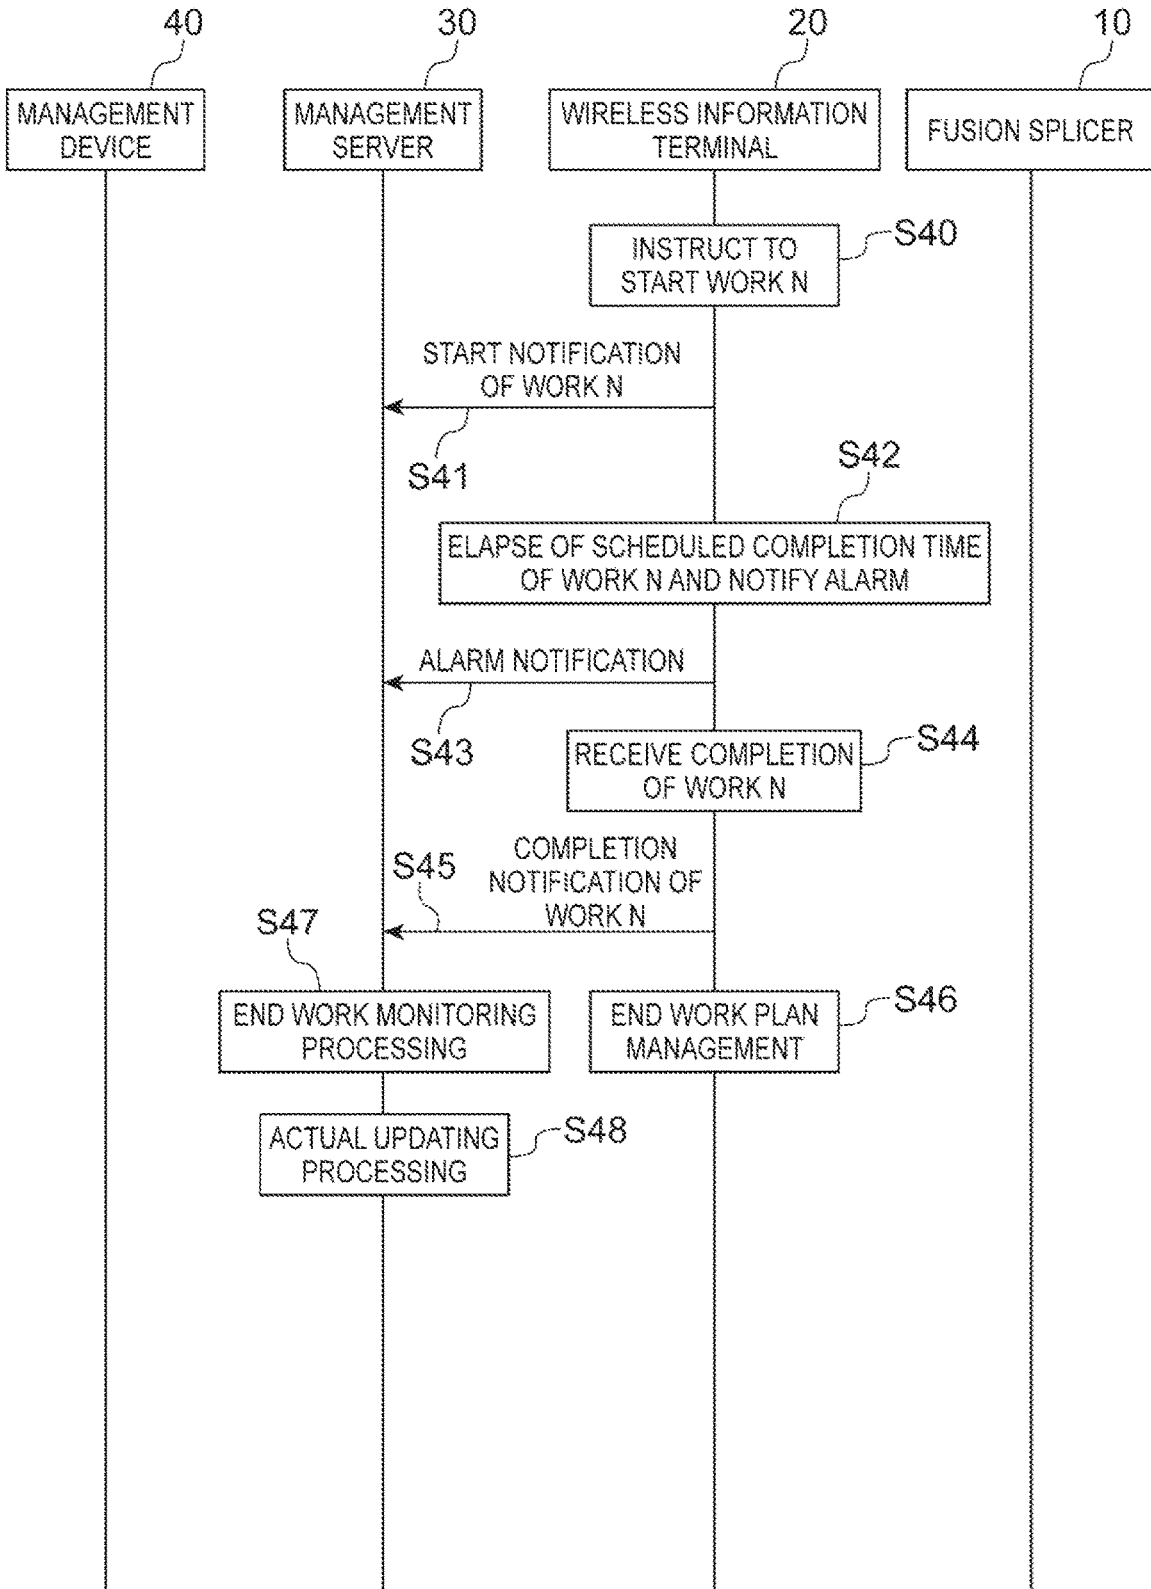 40
30
20
10
MANAGEMENT
DEVICE
MANAGEMENT
SERVER
WIRELESS INFORMATION
TERMINAL
FUSION SPLICER
S40
INSTRUCT TO
START WORK N
START NOTIFICATION
OF WORK N
S41
S42
ELAPSE OF SCHEDULED COMPLETION TIME
OF WORK N AND NOTIFY ALARM
ALARM NOTIFICATION
S43
S44
RECEIVE COMPLETION
OF WORK N
S45
COMPLETION
NOTIFICATION OF
WORK N
S47
END WORK MONITORING
PROCESSING
S46
END WORK PLAN
MANAGEMENT
ACTUAL UPDATING
PROCESSING
S48